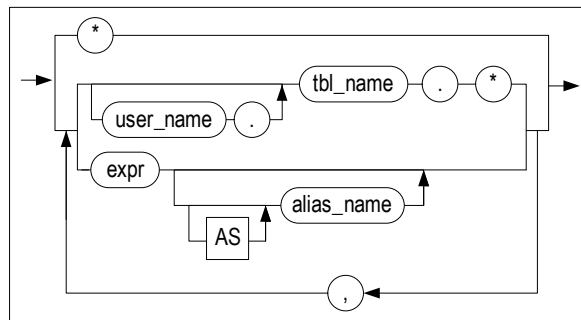 *
tbl_name . *
user_name .
expr
alias_name
AS
,